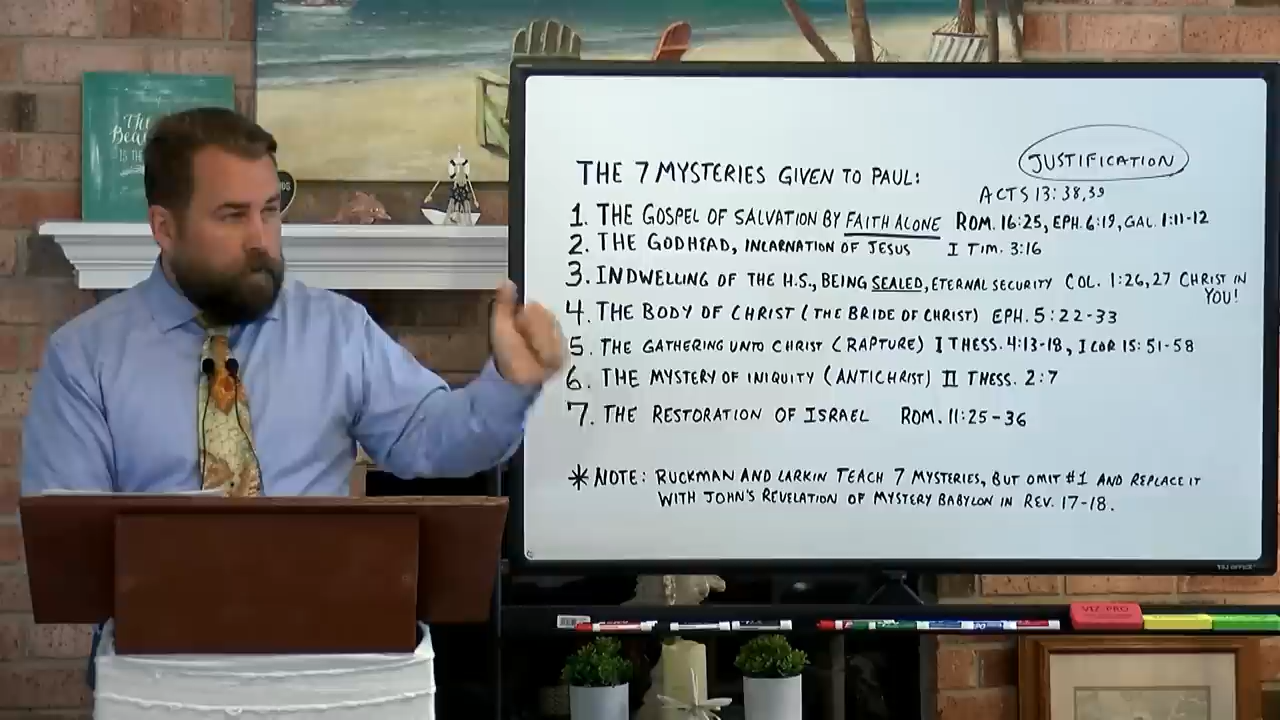 The
Bea
IS THE
JUSTIFICATION
THE 7 MYSTERIES GIVEN TO PAUL:
ACTS 13:38,39
1. THE GOSPEL OF SALVATION BY FAITH ALONE ROM. 16:25, EPH. 6:19, GAL. 1:11-12
2. THE GODHEAD, INCARNATION OF JESUS I TIM. 3:16
3. INDWELLING OF THE H.S., BEING SEALED, ETERNAL SECURITY COL. 1:26,27 CHRIST IN
YOU!
4. THE BODY OF CHRIST (THE BRIDE OF CHRIST) EPH. 5:22-33
5. THE GATHERING UNTO CHRIST (RAPTURE) I THESS. 4:13-18, I COR 15:51-58
6. THE MYSTERY OF INIQUITY (ANTICHRIST) II THESS. 2:7
7. THE RESTORATION OF ISRAEL ROM. 11:25-36
* NOTE: RUCKMAN AND LARKIN TEACH 7 MYSTERIES, BUT OMIT #1 AND REPLACE IT
WITH JOHN'S REVELATION OF MYSTERY BABYLON IN REV. 17-18.
VIZ-PRO